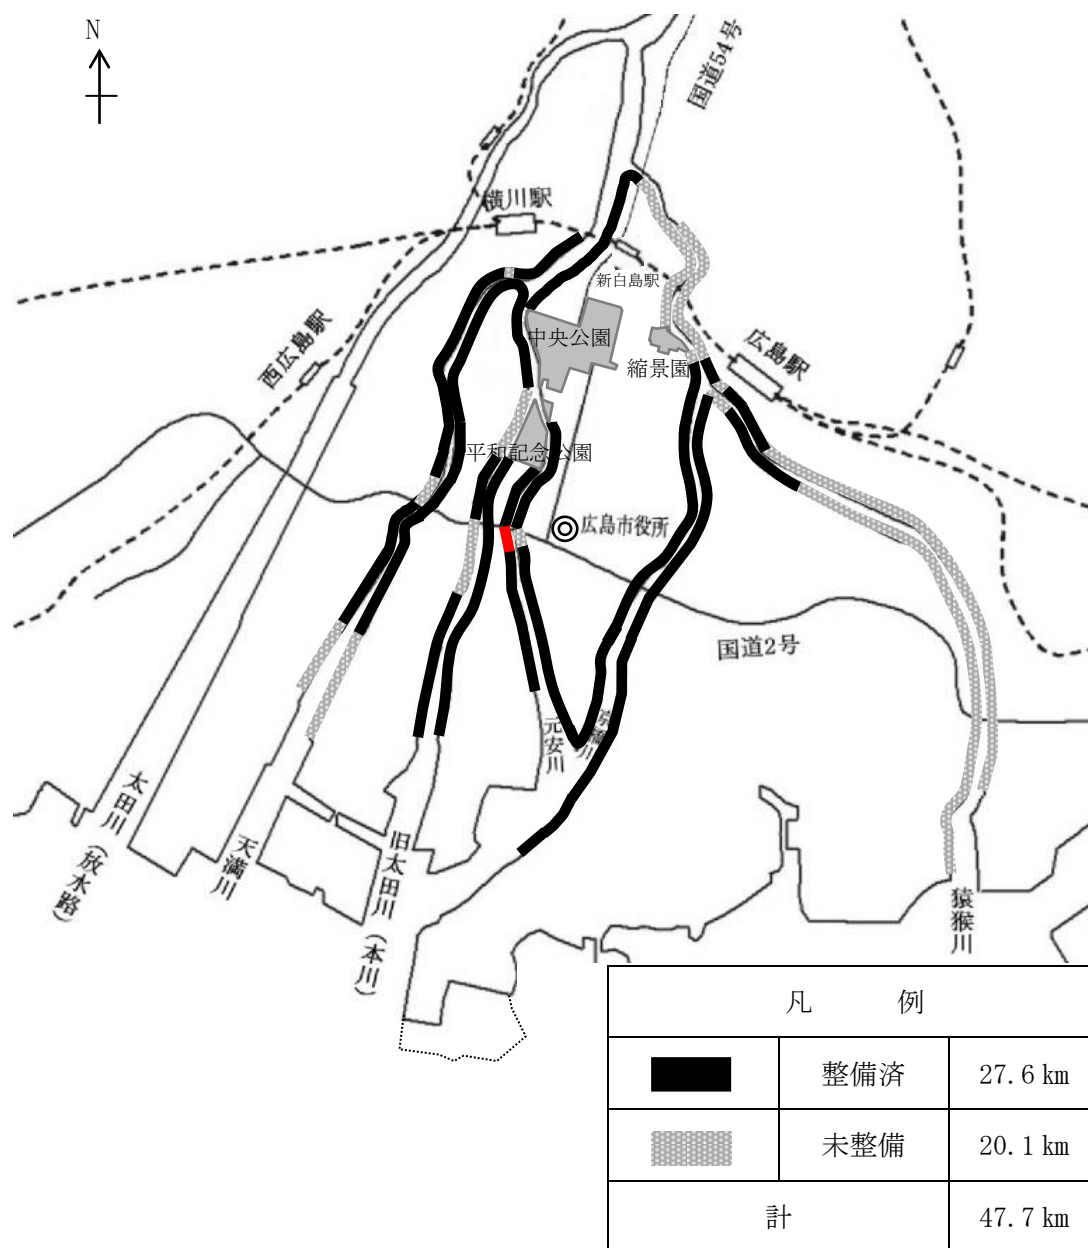 N
国道54号
横川駅
新白島駅
中央公園
縮景園
広島駅
西広島駅
平和記念公園
広島市役所
国道2号
元安川
京橋川
太田川(放水路)
天満川
旧太田川(本川)
猿猴川
凡 例
整備済 27.6 km
未整備 20.1 km
計 47.7 km